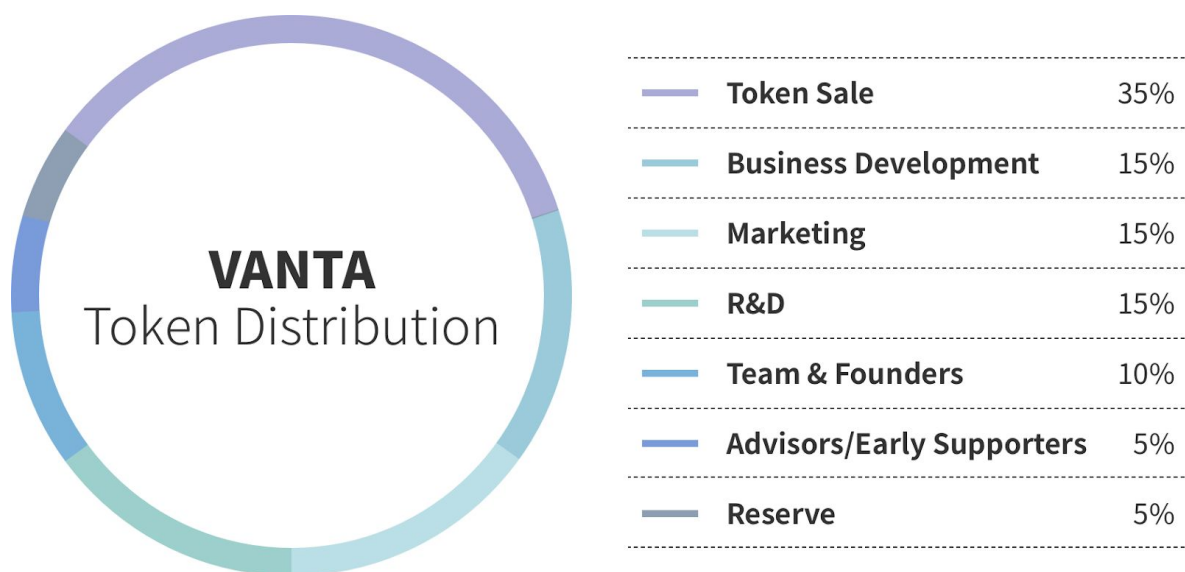 VANTA
Token Distribution
Token Sale 35%
Business Development 15%
Marketing 15%
R&D 15%
Team & Founders 10%
Advisors/Early Supporters 5%
Reserve 5%